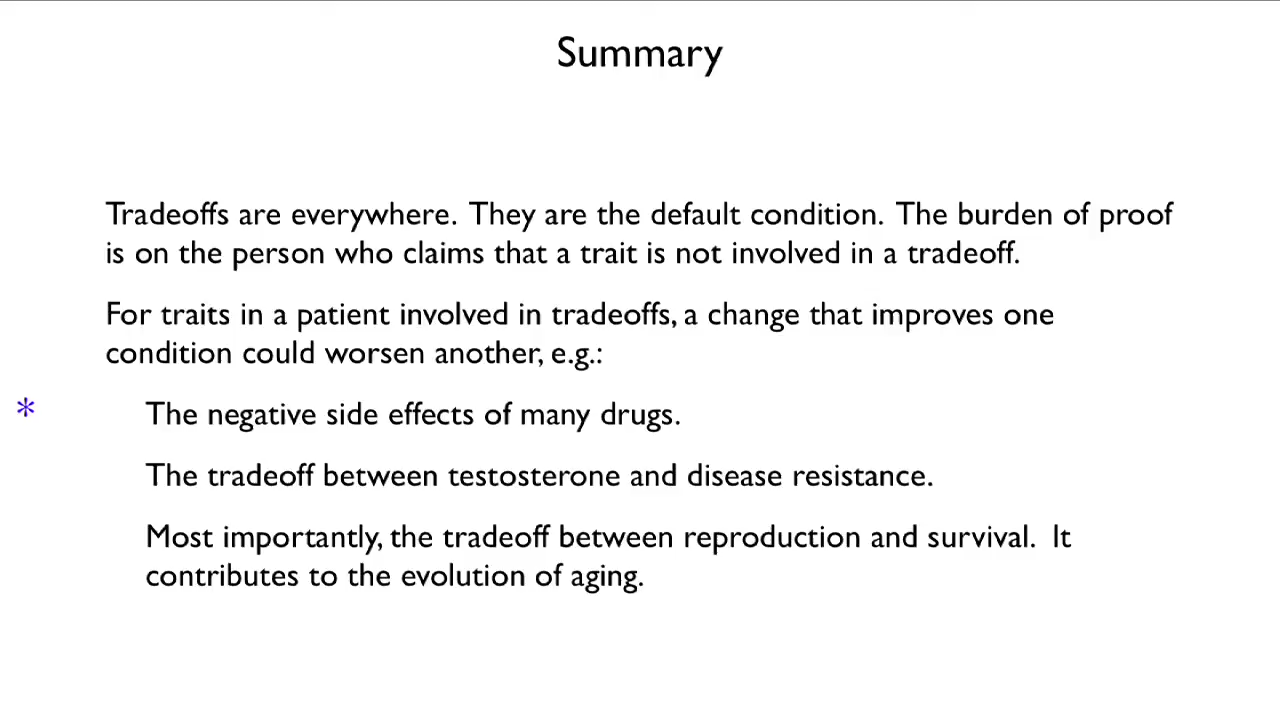 Summary
Tradeoffs are everywhere. They are the default condition. The burden of proof
is on the person who claims that a trait is not involved in a tradeoff.
For traits in a patient involved in tradeoffs, a change that improves one
condition could worsen another, e.g.:
* The negative side effects of many drugs.
The tradeoff between testosterone and disease resistance.
Most importantly, the tradeoff between reproduction and survival. It
contributes to the evolution of aging.